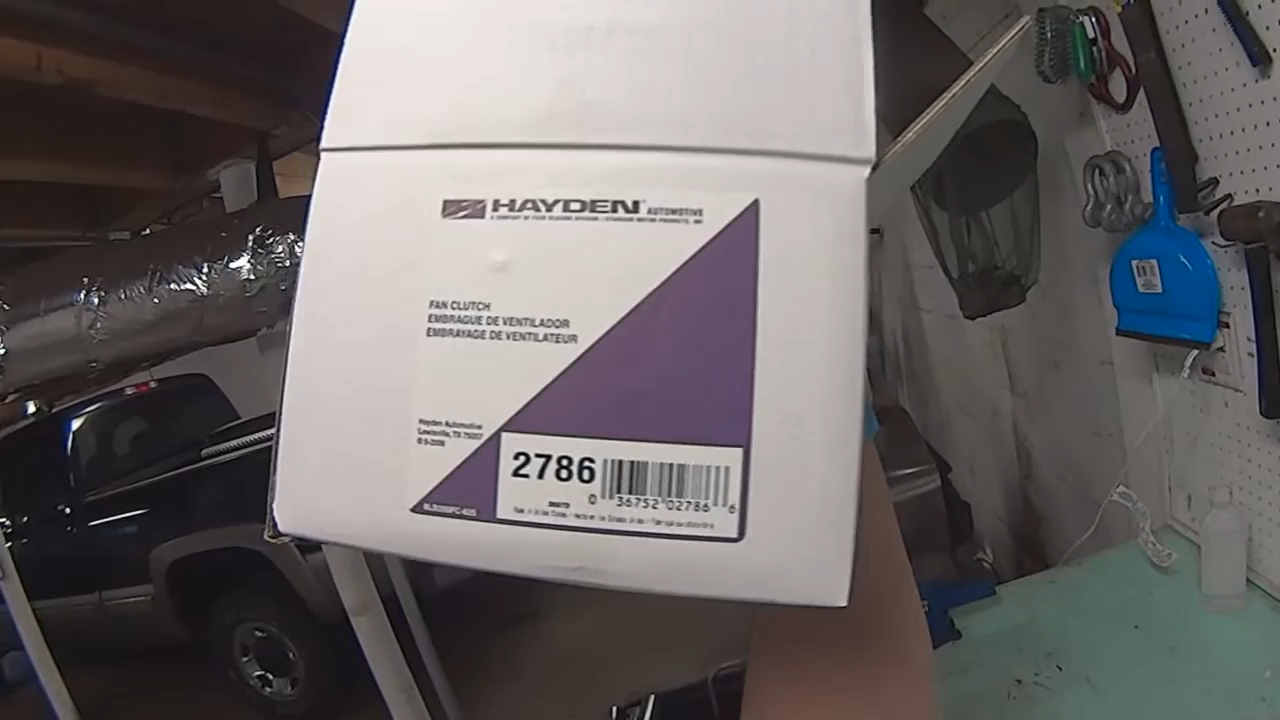 HAYDEN AUTOMOTIVE
FAN CLUTCH
EMBRAGUE DE VENTILADOR
EMBRAYAGE DE VENTILATEUR
Hayden Automotive
Lewisville, TX
2786
0 36752 02786 6